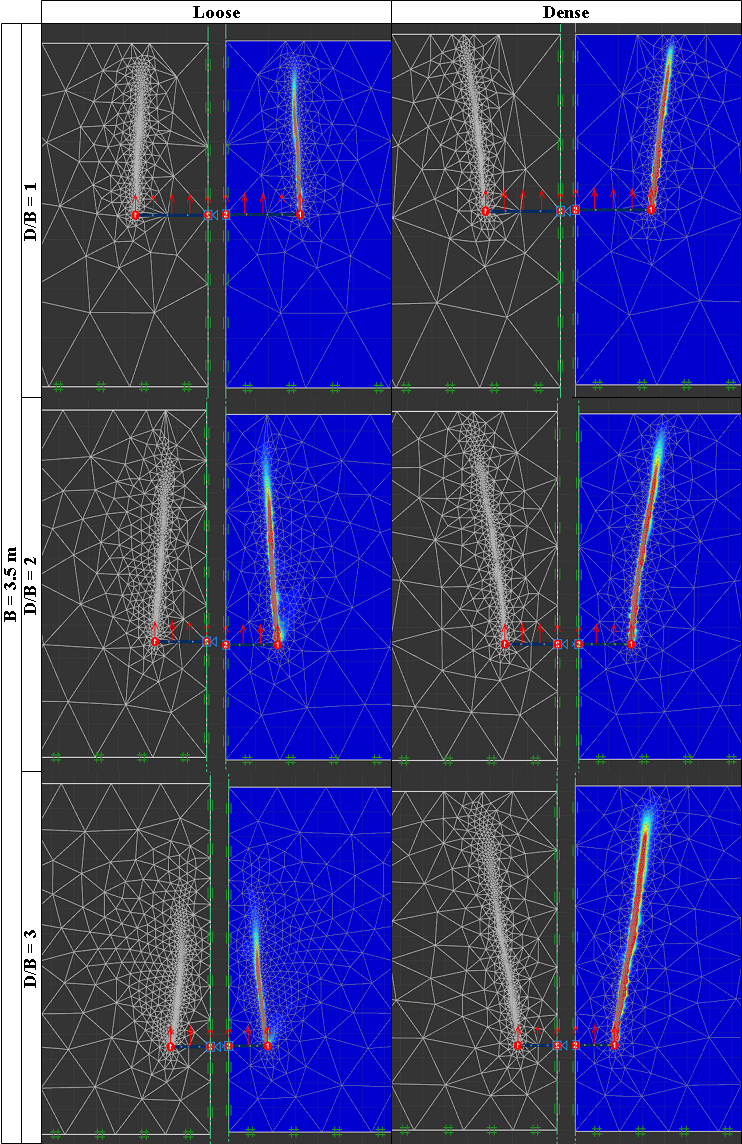 Loose
Dense
B = 3.5 m
D/B = 1
D/B = 2
D/B = 3